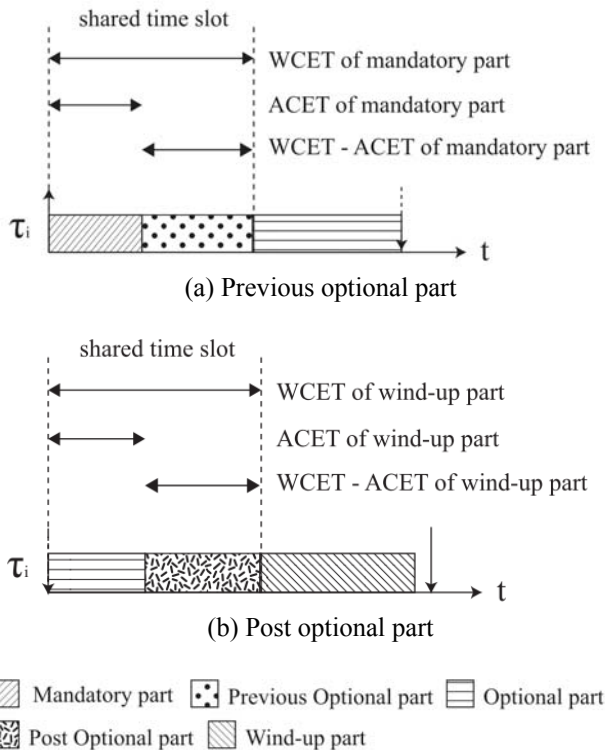 shared time slot
WCET of mandatory part
ACET of mandatory part
WCET - ACET of mandatory part
τi
t
(a) Previous optional part
shared time slot
WCET of wind-up part
ACET of wind-up part
WCET - ACET of wind-up part
τi
t
(b) Post optional part
Mandatory part Previous Optional part Optional part
Post Optional part Wind-up part